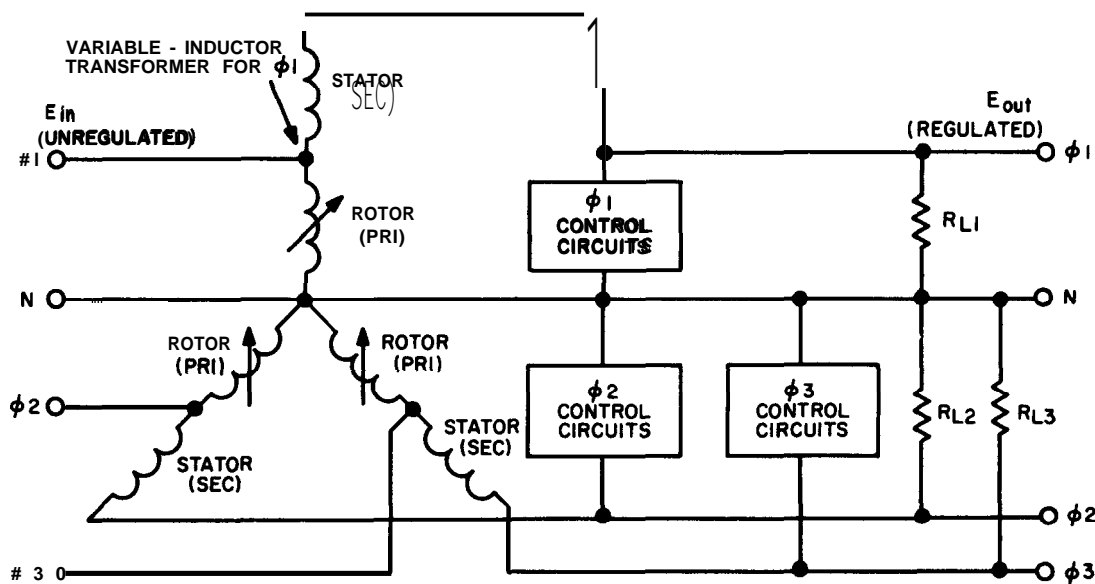 VARIABLE - INDUCTOR
TRANSFORMER FOR ϕ1
STATOR
SEC)
Ein
(UNREGULATED)
#1
Eout
(REGULATED)
ϕ1
ROTOR
(PRI)
ϕ1
CONTROL
CIRCUITS
RL1
N
N
ROTOR
(PRI)
ROTOR
(PRI)
ϕ2
CONTROL
CIRCUITS
ϕ3
CONTROL
CIRCUITS
RL2
RL3
ϕ2
STATOR
(SEC)
STATOR
(SEC)
ϕ2
# 3 0
ϕ3